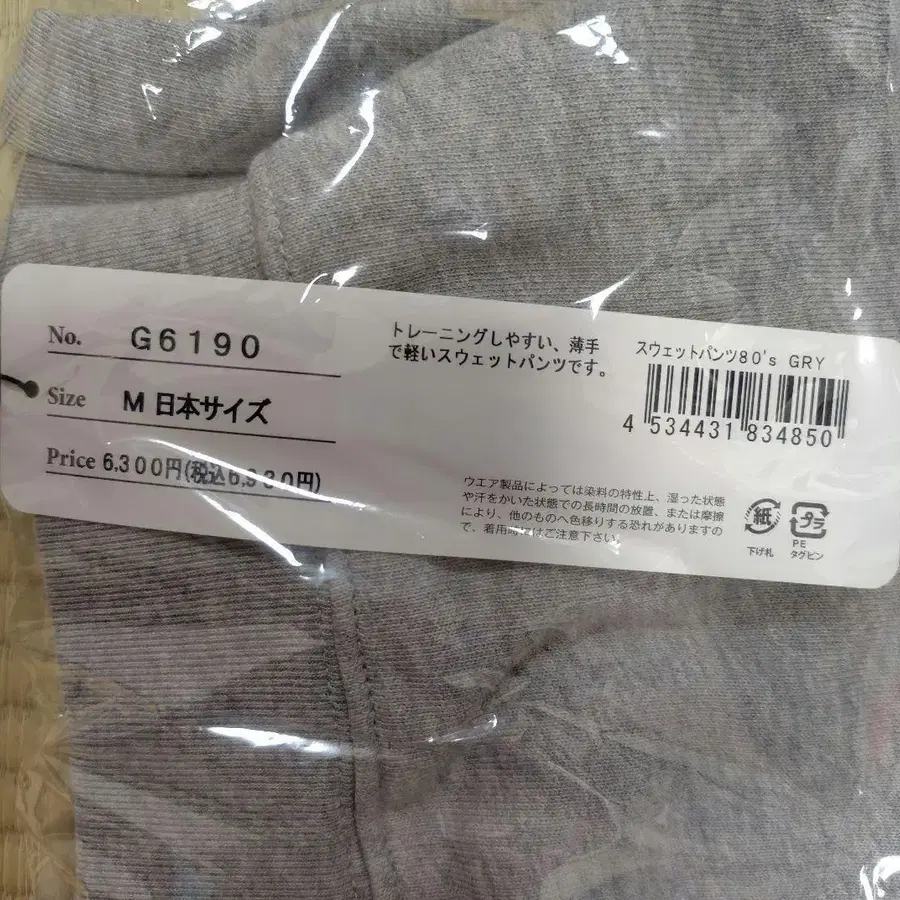 No. G6190
Size M 日本サイズ
Price 6,300円(税込6,930円)
トレーニングしやすい、薄手
で軽いスウェットパンツです。
スウェットパンツ80's GRY
4 534431 834850
ウエア製品によっては染料の特性上、湿った状態
や汗をかいた状態での長時間の放置、または摩擦
により、他のものへ色移りする恐れがありますの
で、着用時にはご注意下さい。
紙
下げ札
プラ
PE
タグピン